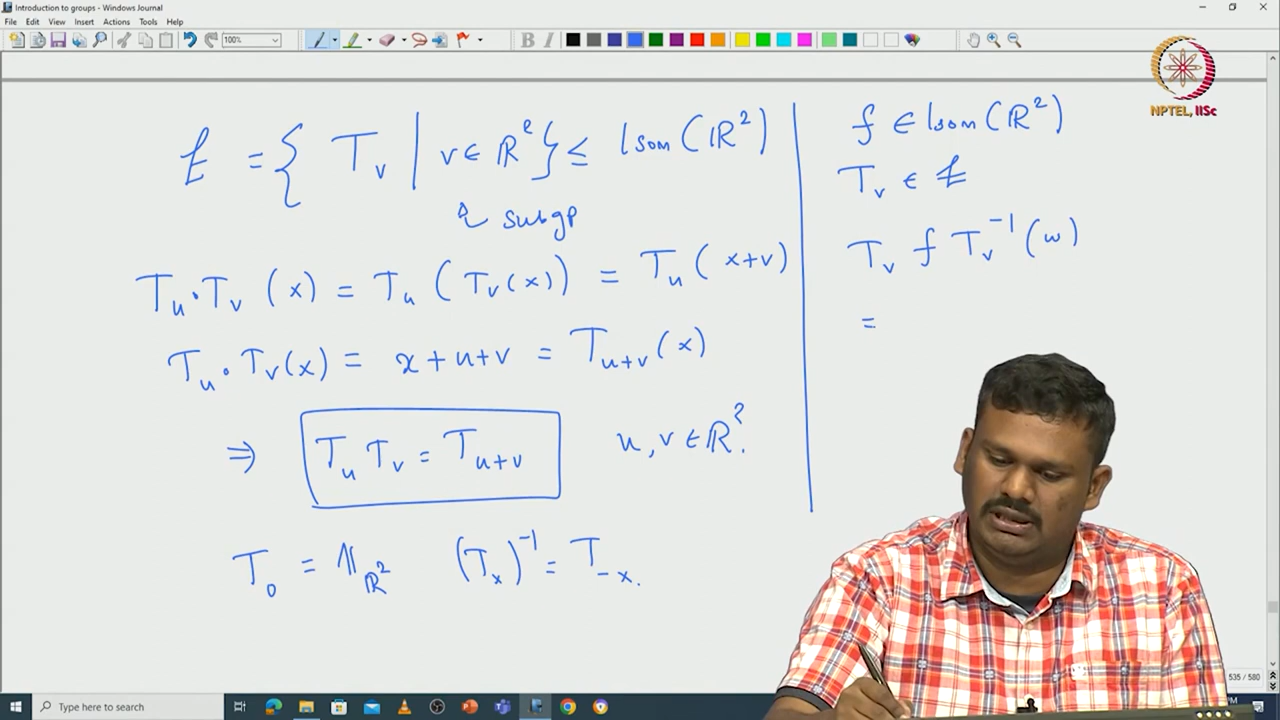 Introduction to groups - Windows Journal
File Edit View Insert Actions Tools Help
100%
B I
NPTEL, IISc
ℒ = { T_v | v ∈ ℝ² } ≤ Isom(ℝ²)
subgp
T_u · T_v (x) = T_u ( T_v(x) ) = T_u ( x+v )
T_u · T_v(x) = x + u + v = T_{u+v}(x)
⇒ T_u T_v = T_{u+v} u, v ∈ ℝ².
T_0 = 𝟙_{ℝ²} (T_x)^{-1} = T_{-x}.
f ∈ Isom(ℝ²)
T_v ∈ ℒ
T_v f T_v^{-1}(w)
=
535 / 580
Type here to search